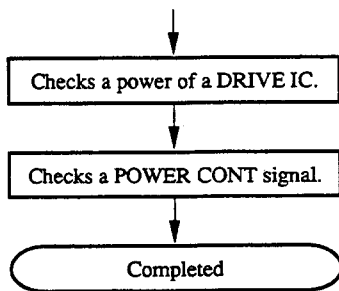 Checks a power of a DRIVE IC.
Checks a POWER CONT signal.
Completed